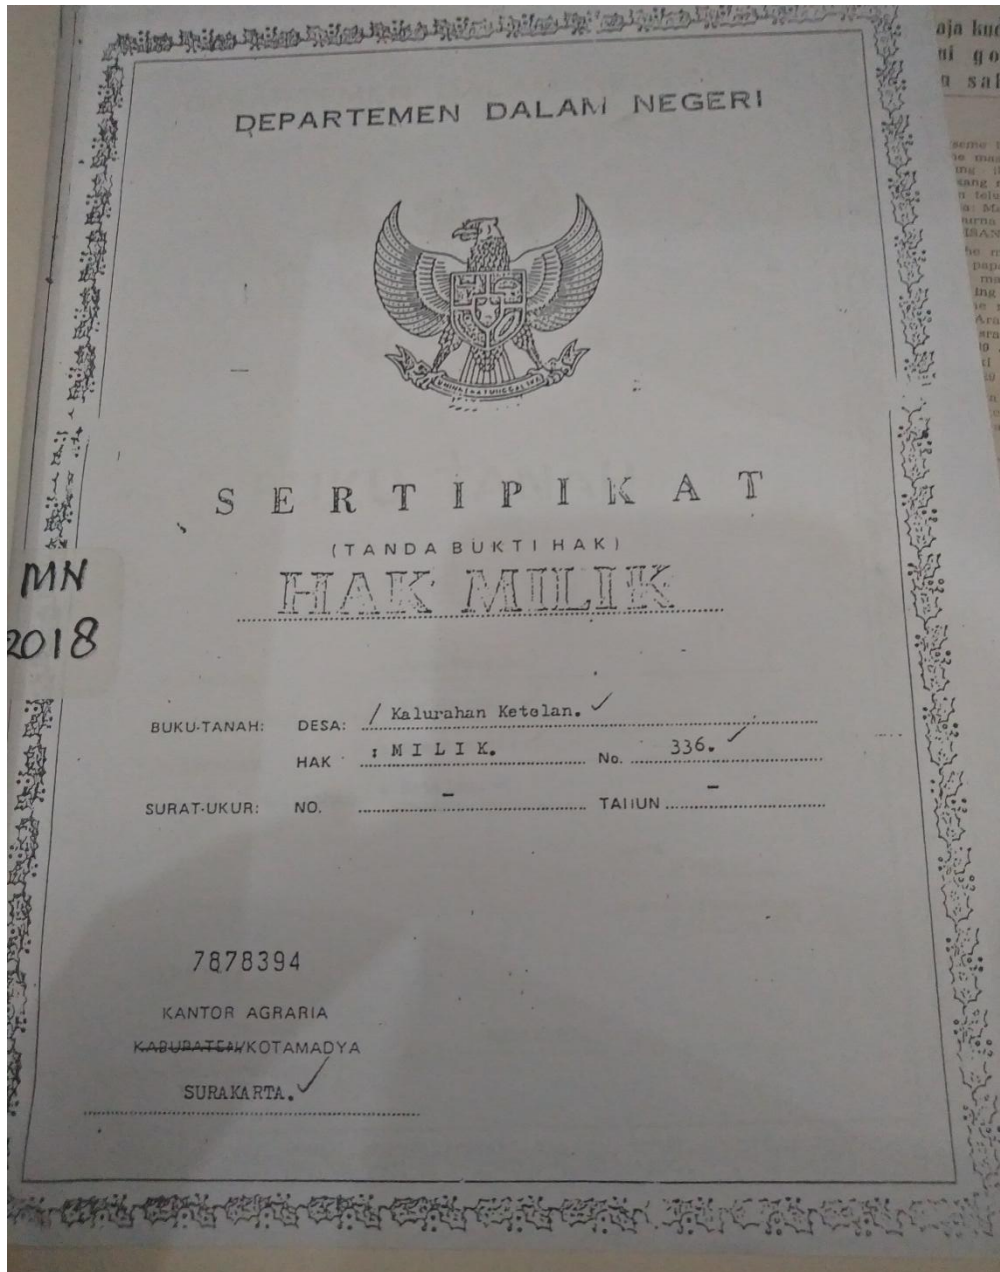 DEPARTEMEN DALAM NEGERI
SERTIPIKAT
(TANDA BUKTI HAK)
HAK MILIK
MN
2018
BUKU-TANAH: DESA: / Kalurahan Ketelan.
HAK : MILIK. No. 336.
SURAT-UKUR: NO. - TAHUN -
7878394
KANTOR AGRARIA
KABUPATEN/KOTAMADYA
SURAKARTA.